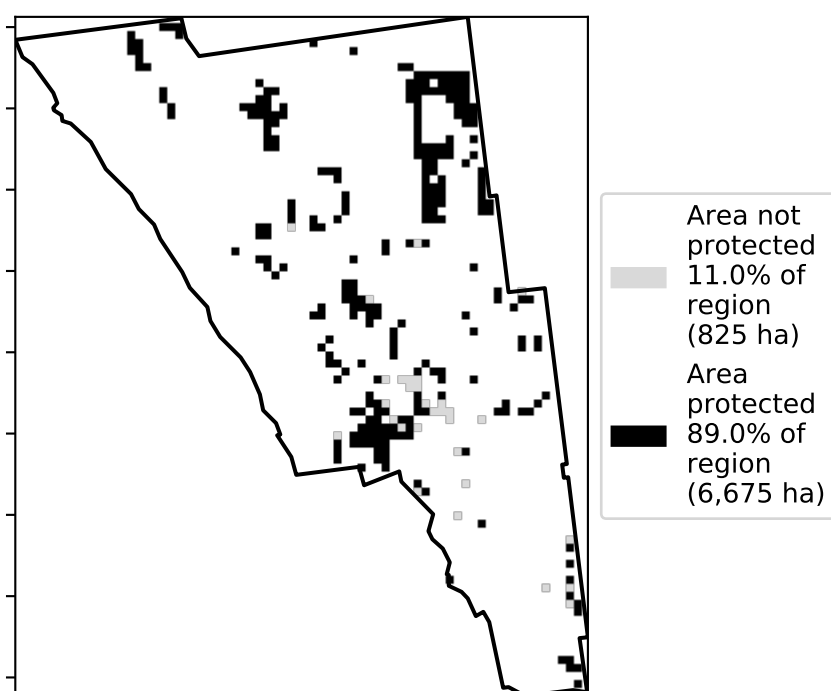 Area not
protected
11.0% of
region
(825 ha)
Area
protected
89.0% of
region
(6,675 ha)